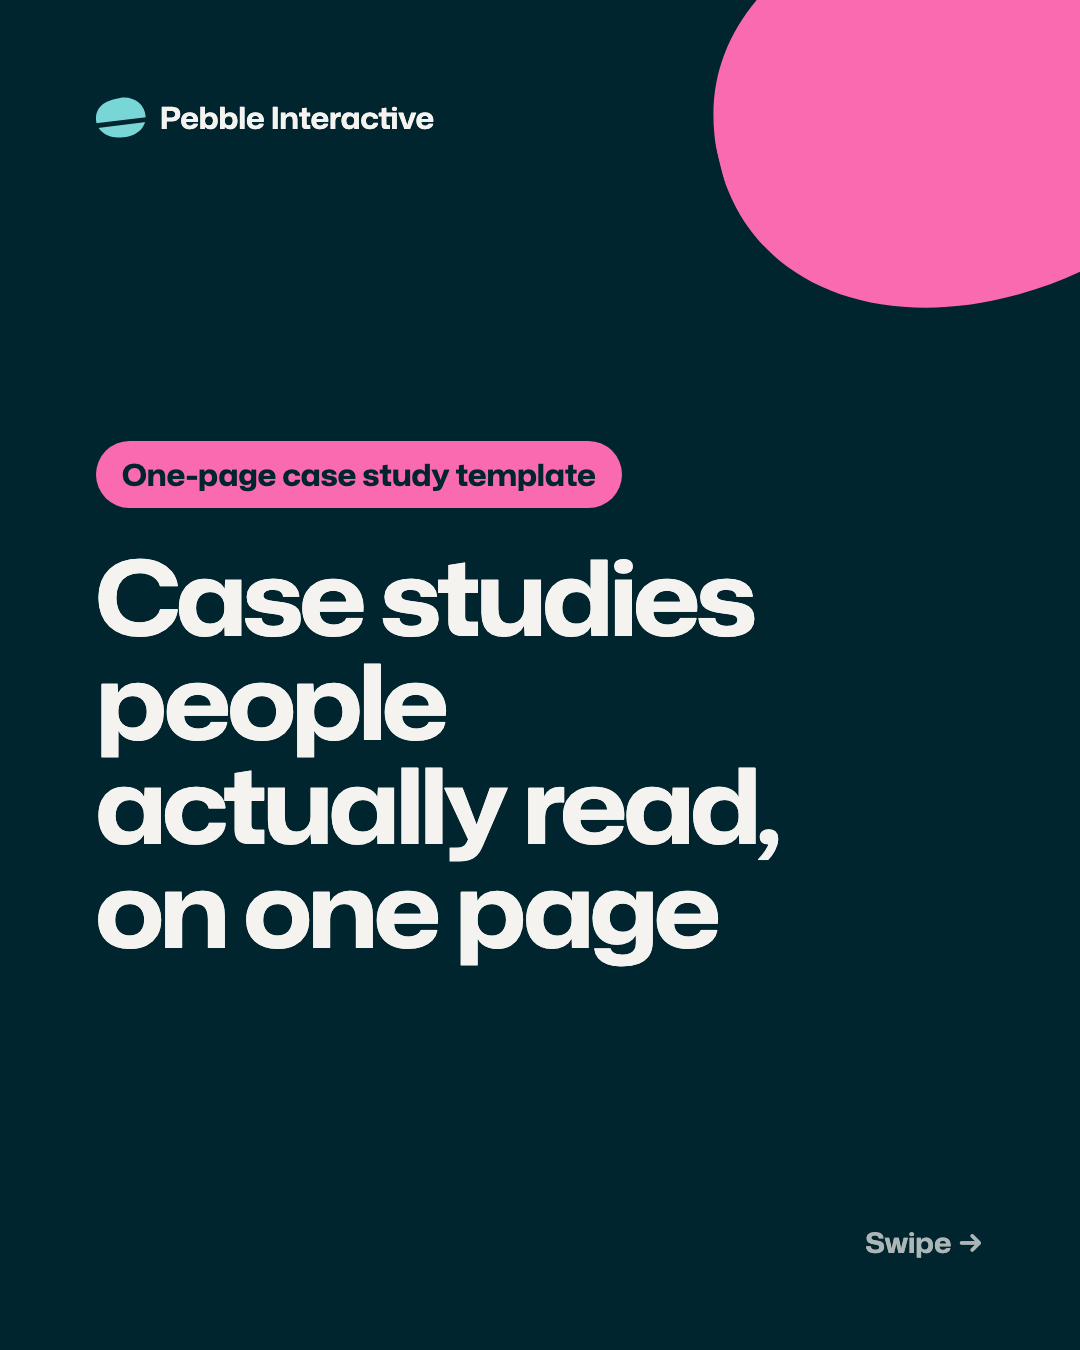 Pebble Interactive
One-page case study template
Case studies
people
actually read,
on one page
Swipe →